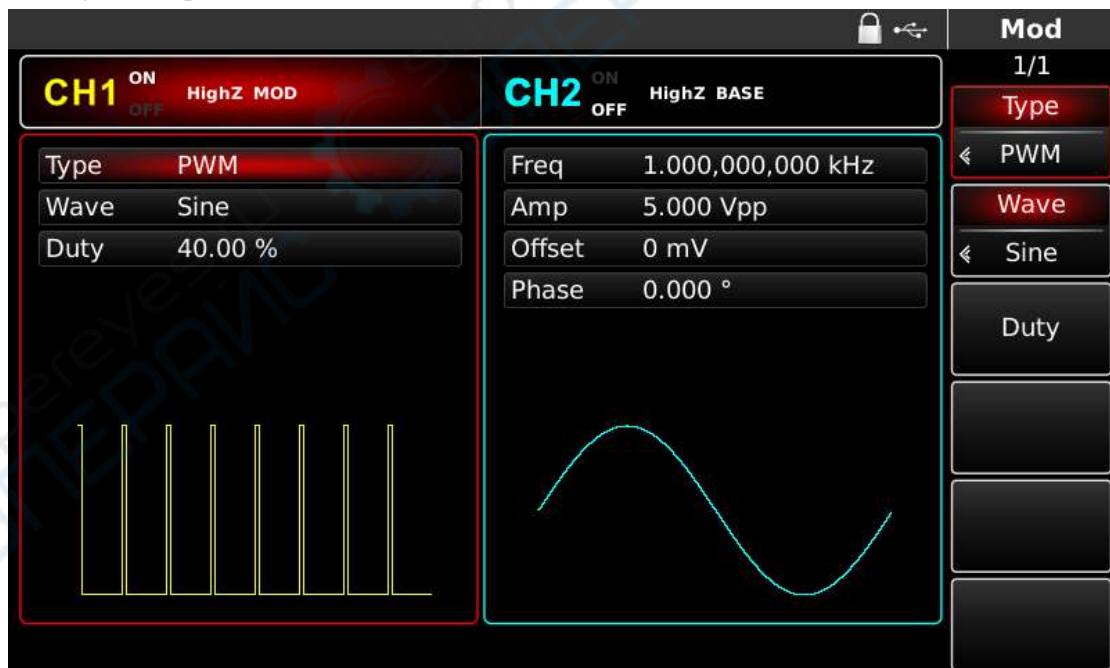 Mod
1/1
CH1 ON OFF HighZ MOD
CH2 ON OFF HighZ BASE
Type PWM
Wave Sine
Duty 40.00 %
Freq 1.000,000,000 kHz
Amp 5.000 Vpp
Offset 0 mV
Phase 0.000 °
Type
PWM
Wave
Sine
Duty